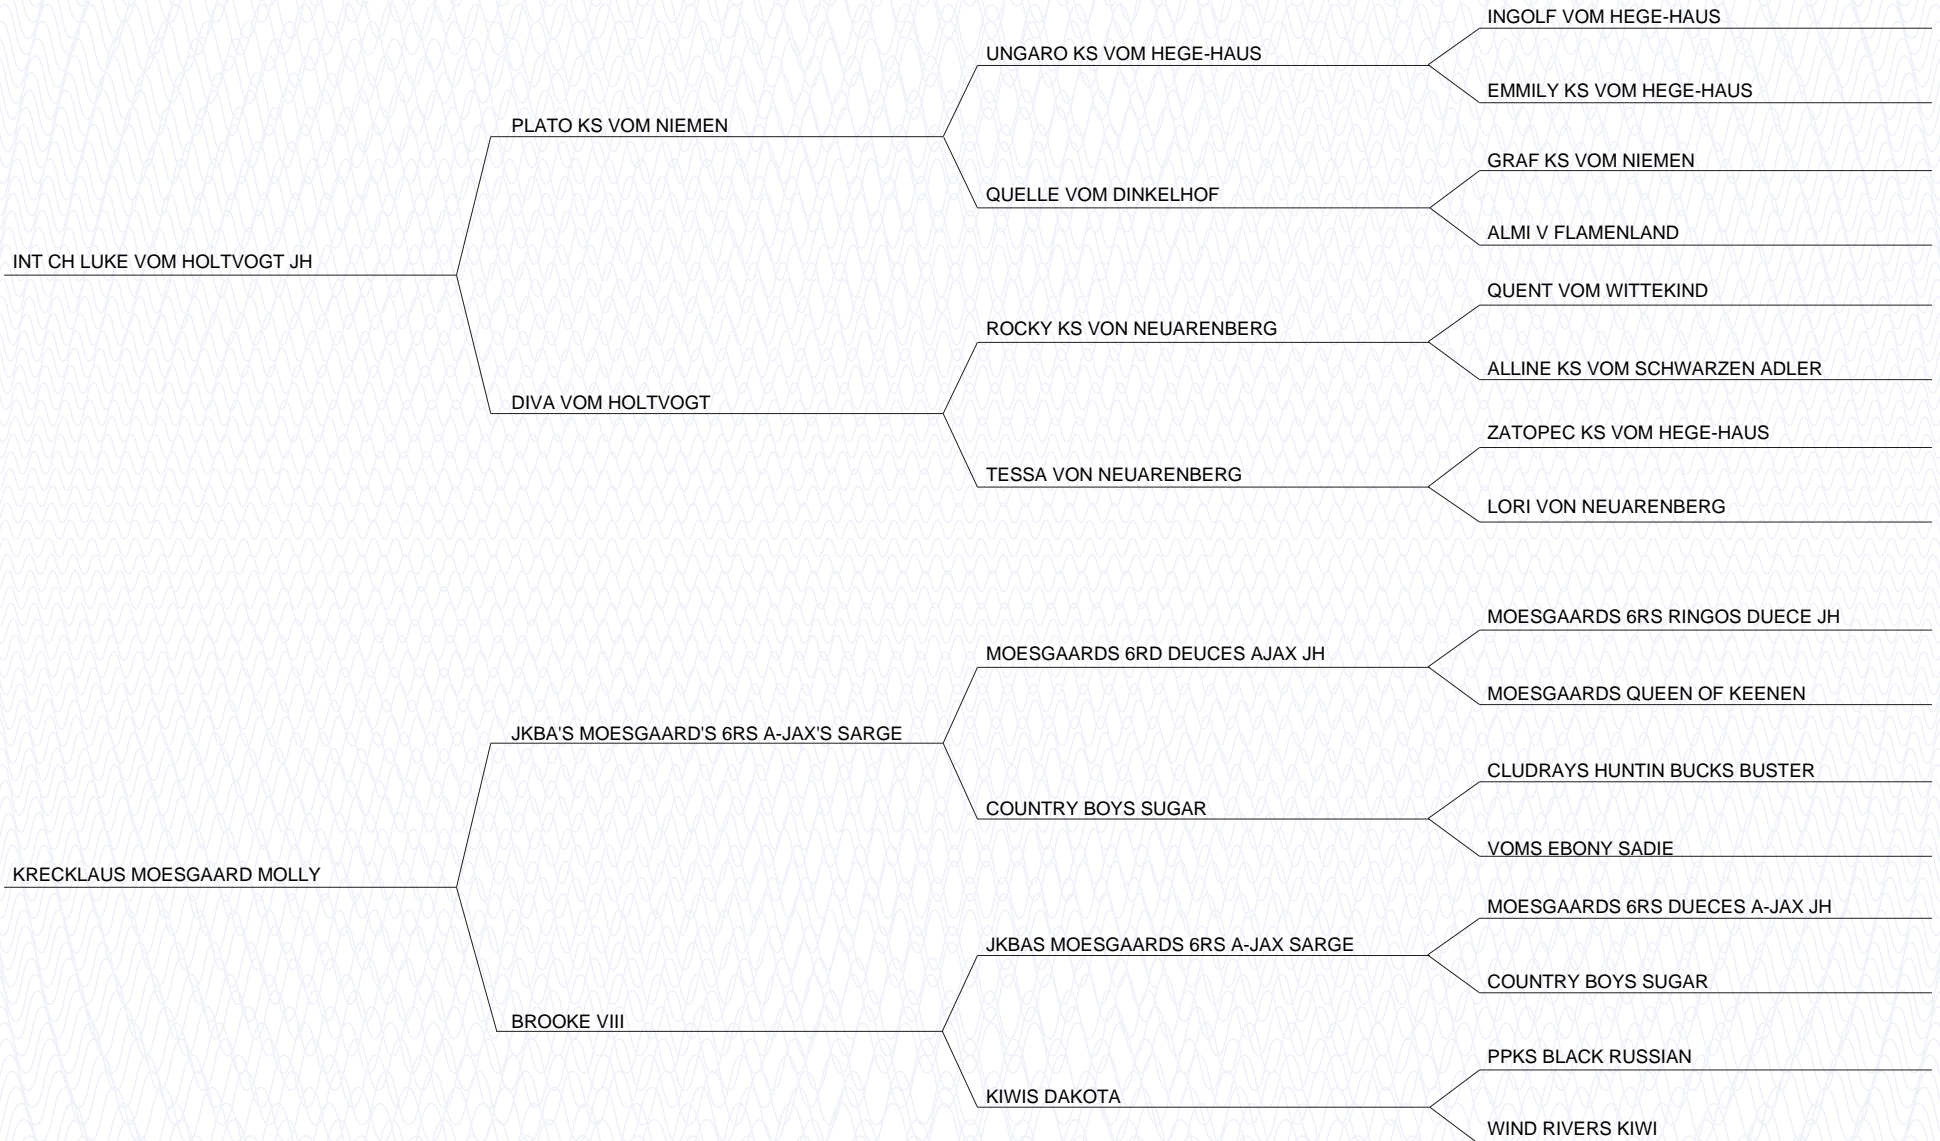 INGOLF VOM HEGE-HAUS
UNGARO KS VOM HEGE-HAUS
EMMILY KS VOM HEGE-HAUS
PLATO KS VOM NIEMEN
GRAF KS VOM NIEMEN
QUELLE VOM DINKELHOF
ALMI V FLAMENLAND
INT CH LUKE VOM HOLTVOGT JH
QUENT VOM WITTEKIND
ROCKY KS VON NEUARENBERG
ALLINE KS VOM SCHWARZEN ADLER
DIVA VOM HOLTVOGT
ZATOPEC KS VOM HEGE-HAUS
TESSA VON NEUARENBERG
LORI VON NEUARENBERG
MOESGAARDS 6RS RINGOS DUECE JH
MOESGAARDS 6RD DEUCES AJAX JH
MOESGAARDS QUEEN OF KEENEN
JKBA'S MOESGAARD'S 6RS A-JAX'S SARGE
CLUDRAYS HUNTIN BUCKS BUSTER
COUNTRY BOYS SUGAR
VOMS EBONY SADIE
KRECKLAUS MOESGAARD MOLLY
MOESGAARDS 6RS DUECES A-JAX JH
JKBAS MOESGAARDS 6RS A-JAX SARGE
COUNTRY BOYS SUGAR
BROOKE VIII
PPKS BLACK RUSSIAN
KIWIS DAKOTA
WIND RIVERS KIWI